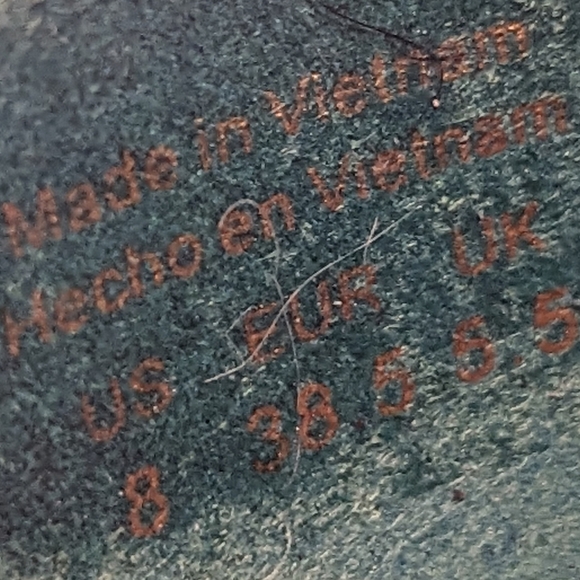 Made in Vietnam
Hecho en Vietnam
US EUR UK
8 38.5 5.5